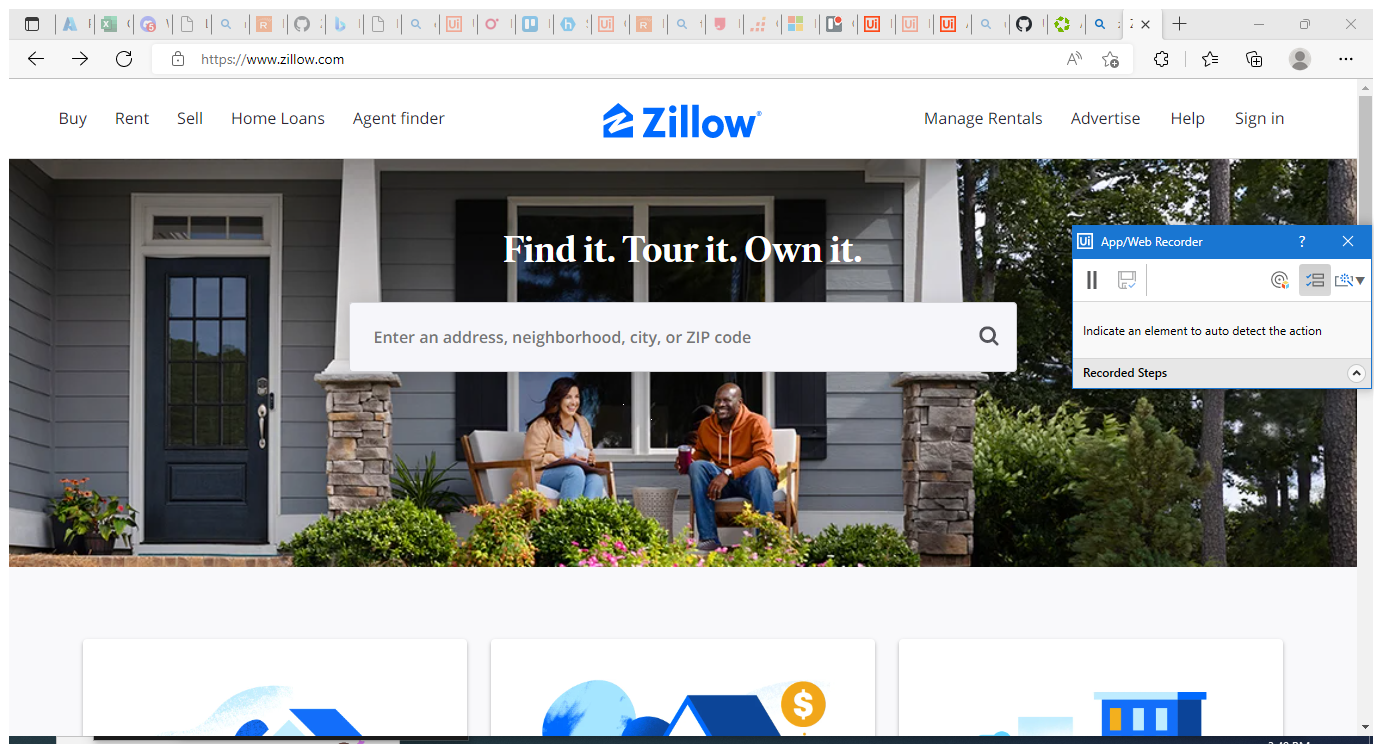 https://www.zillow.com
Buy Rent Sell Home Loans Agent finder
Zillow®
Manage Rentals Advertise Help Sign in
Find it. Tour it. Own it.
Enter an address, neighborhood, city, or ZIP code
Ui App/Web Recorder ?
Indicate an element to auto detect the action
Recorded Steps
$